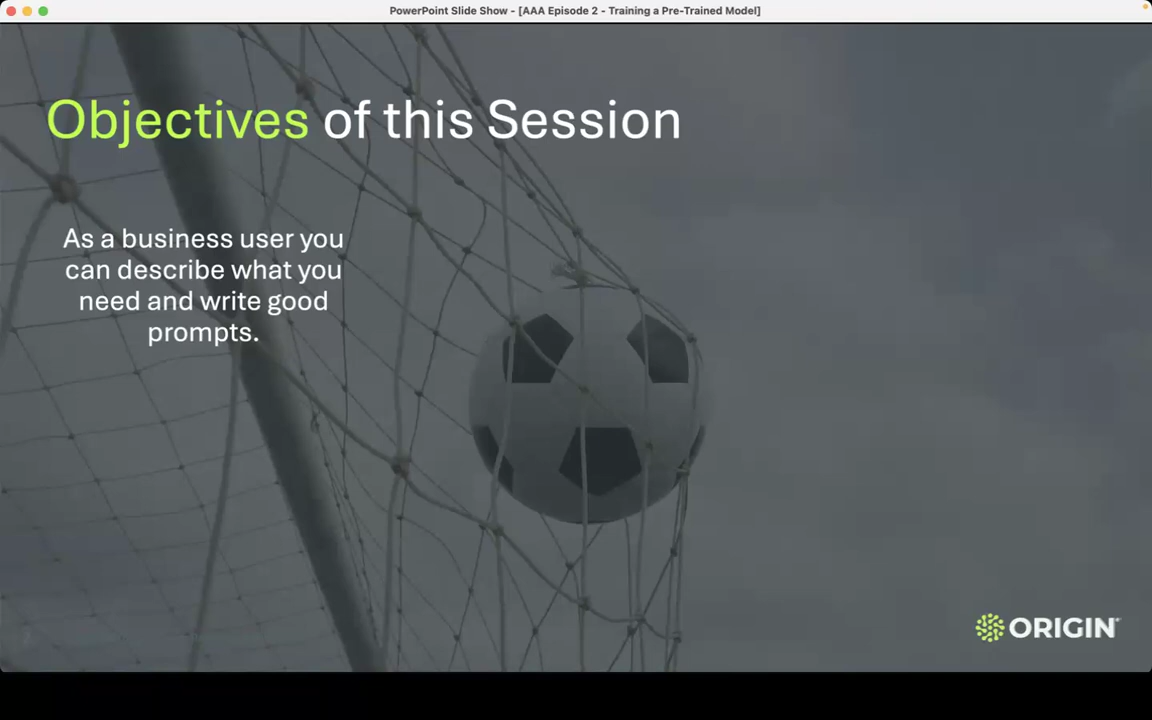 PowerPoint Slide Show - [AAA Episode 2 - Training a Pre-Trained Model]
Objectives of this Session
As a business user you
can describe what you
need and write good
prompts.
ORIGIN